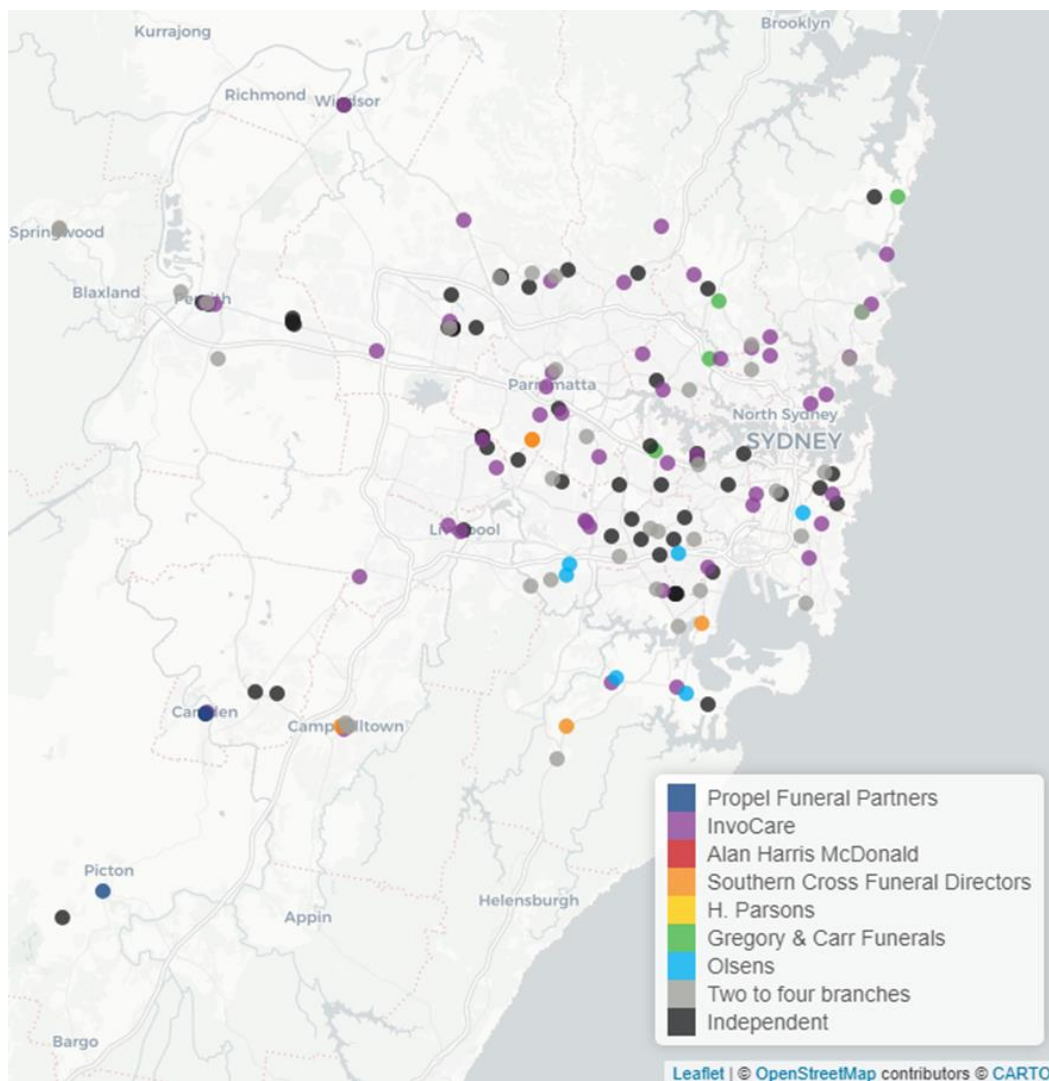 Kurrajong
Brooklyn
Richmond
Windsor
Springwood
Blaxland
Penrith
Parramatta
North Sydney
SYDNEY
Liverpool
Camden
Campbelltown
Picton
Appin
Helensburgh
Bargo
Propel Funeral Partners
InvoCare
Alan Harris McDonald
Southern Cross Funeral Directors
H. Parsons
Gregory & Carr Funerals
Olsens
Two to four branches
Independent
Leaflet | © OpenStreetMap contributors © CARTO